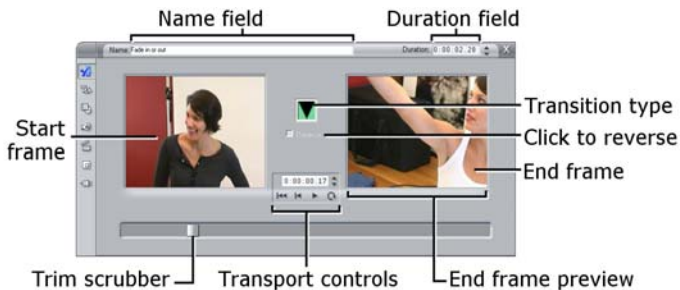 Name field
Duration field
Name: Fade in or out
Duration: 0:00:02.20
Transition type
Click to reverse
Start frame
End frame
0:00:00.17
Trim scrubber
Transport controls
End frame preview